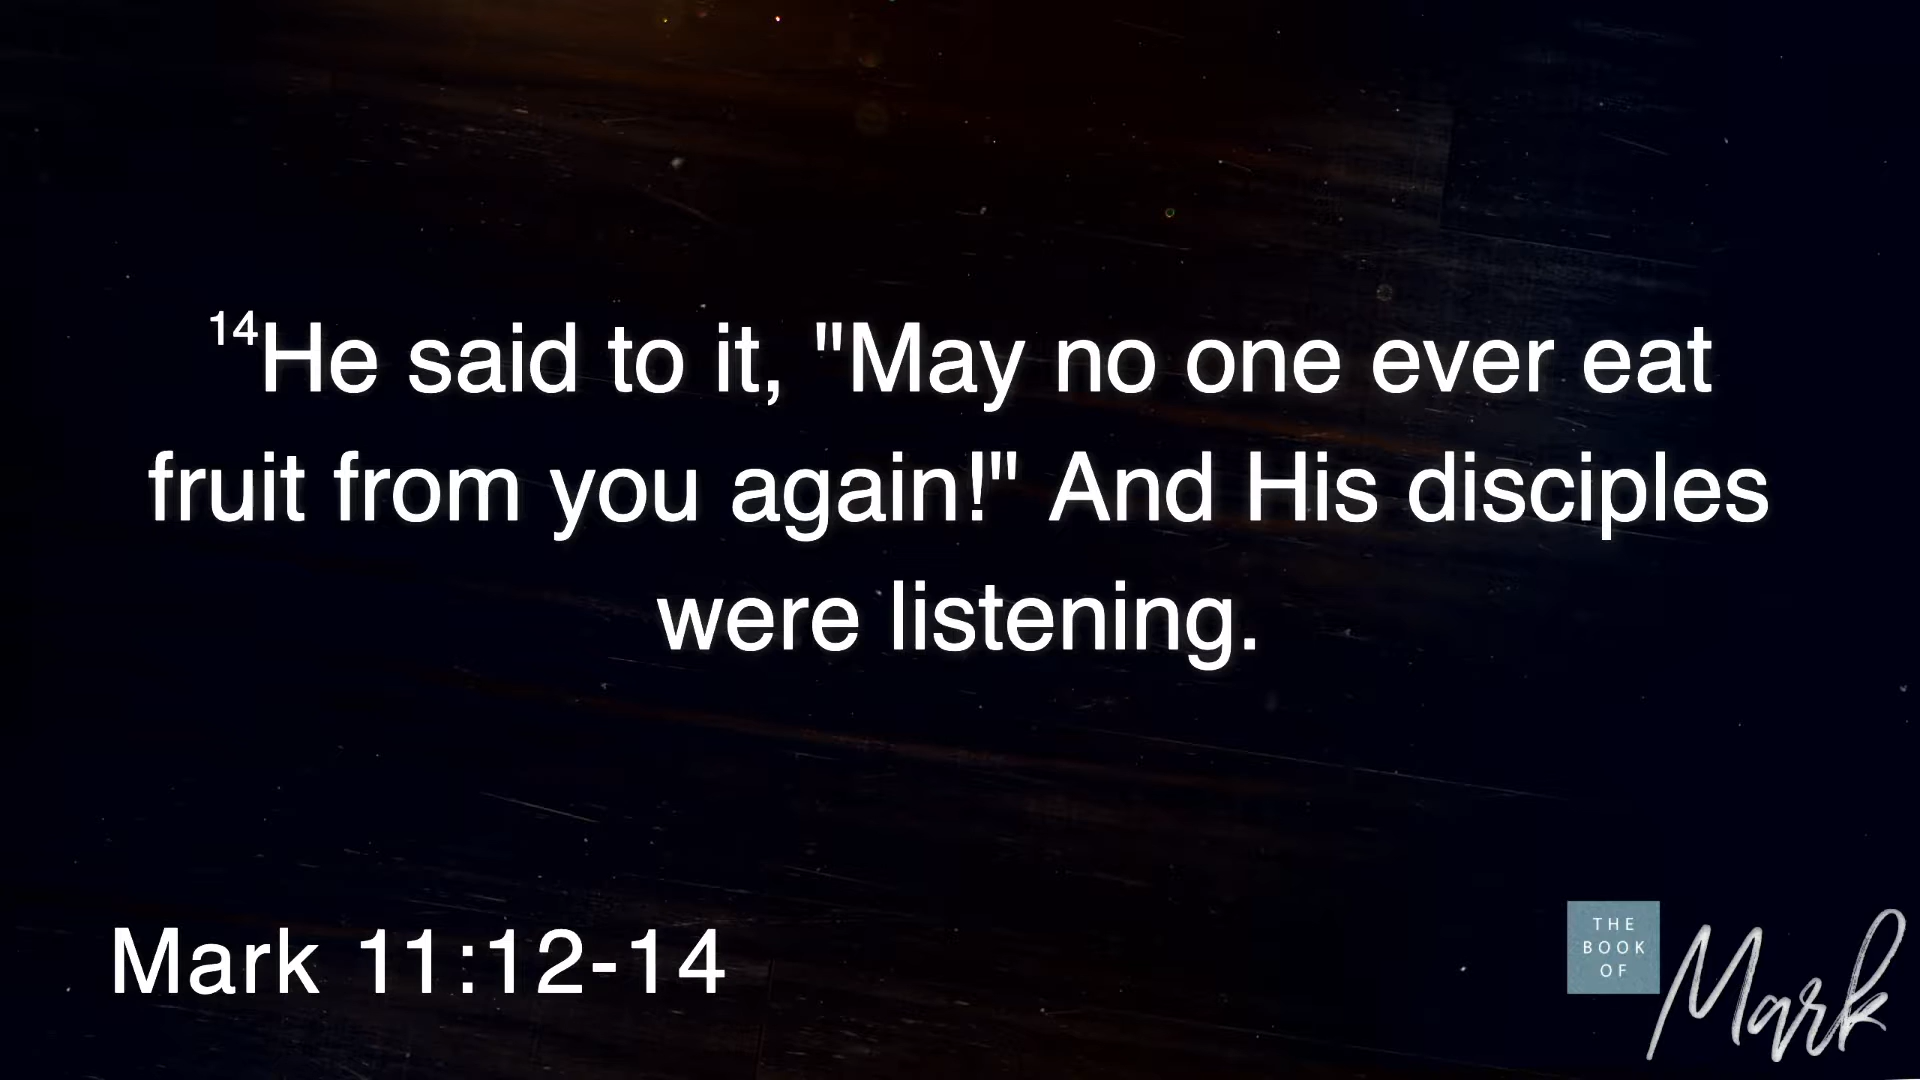 14He said to it, "May no one ever eat
fruit from you again!" And His disciples
were listening.
Mark 11:12-14
THE
BOOK
OF
Mark